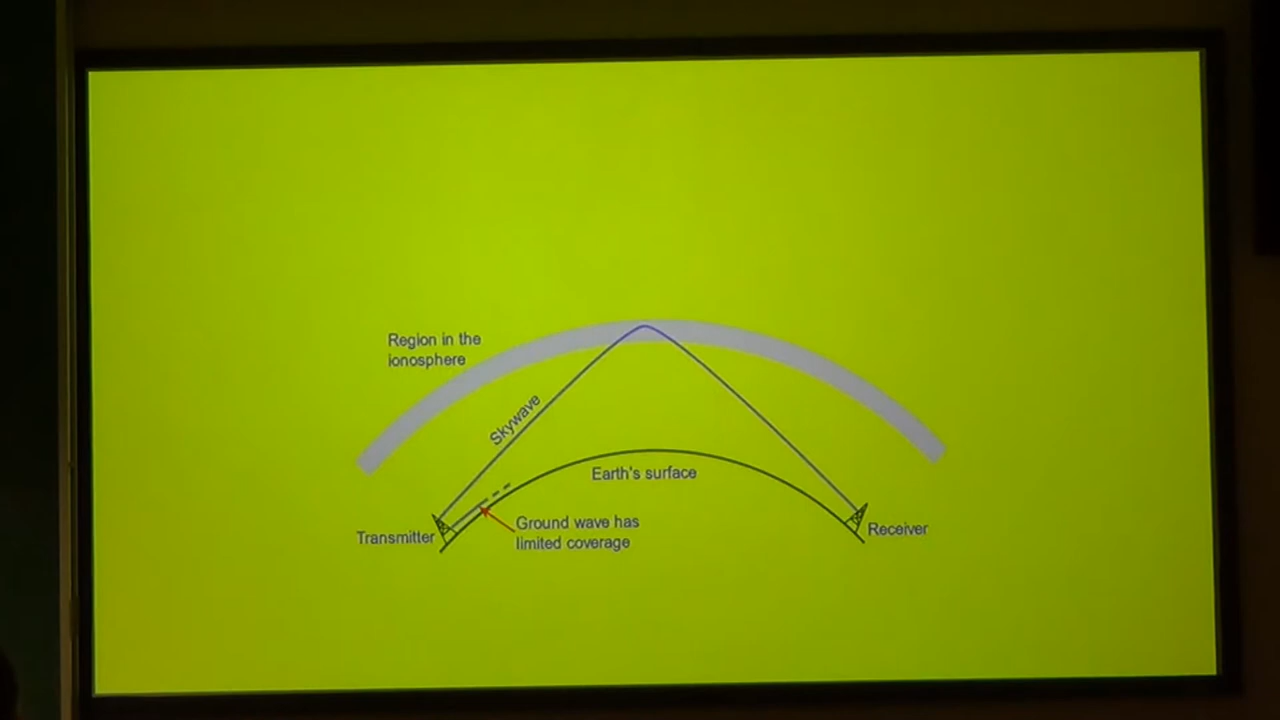 Region in the
ionosphere
Skywave
Earth's surface
Transmitter
Ground wave has
limited coverage
Receiver